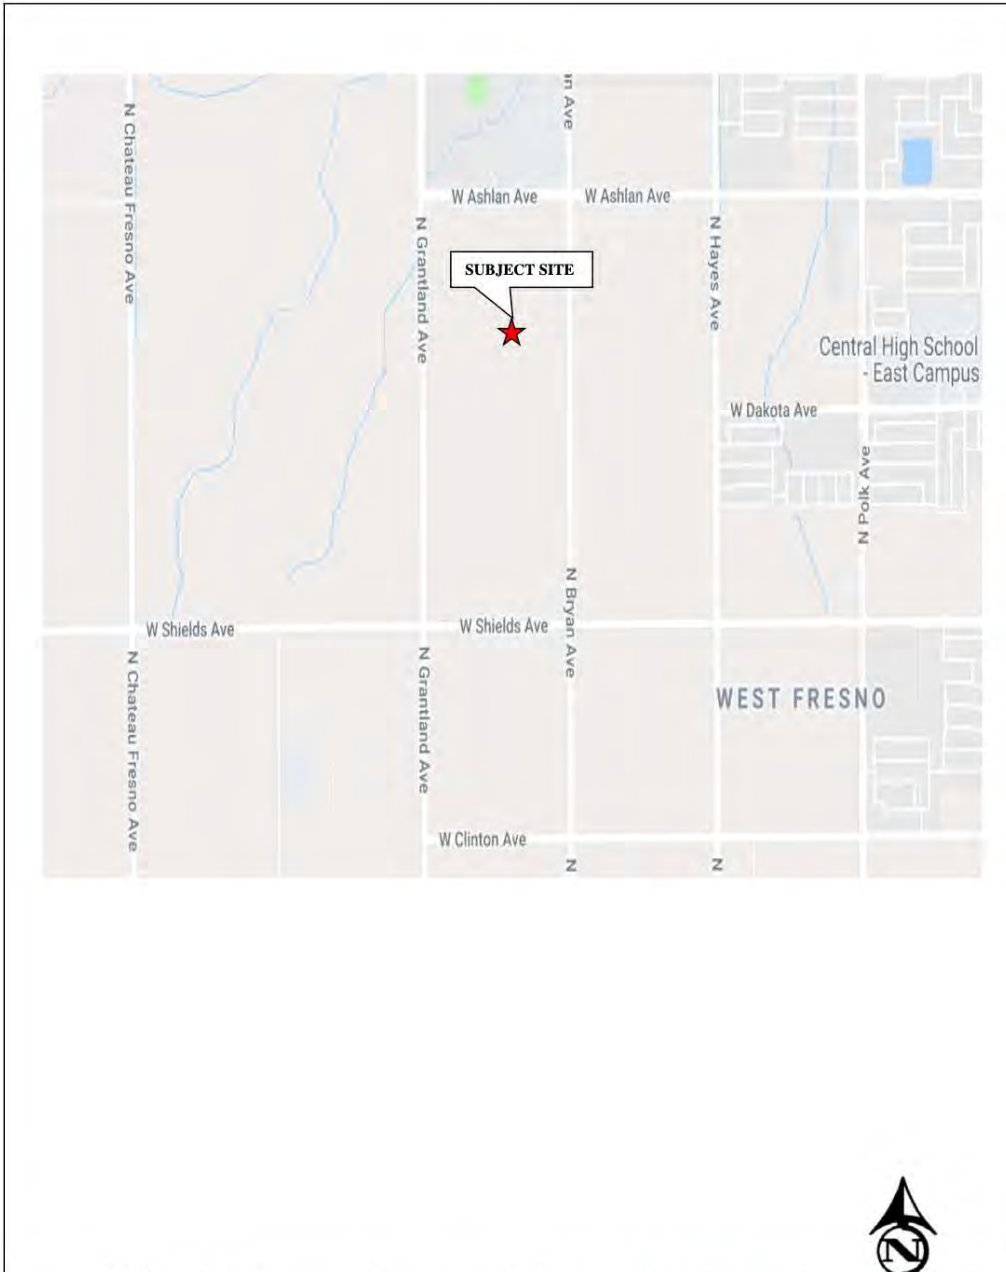 in Ave
N Chateau Fresno Ave
W Ashlan Ave
W Ashlan Ave
N Grantland Ave
N Hayes Ave
SUBJECT SITE
Central High School
- East Campus
W Dakota Ave
N Polk Ave
N Bryan Ave
W Shields Ave
W Shields Ave
N Chateau Fresno Ave
N Grantland Ave
WEST FRESNO
W Clinton Ave
N
N
N